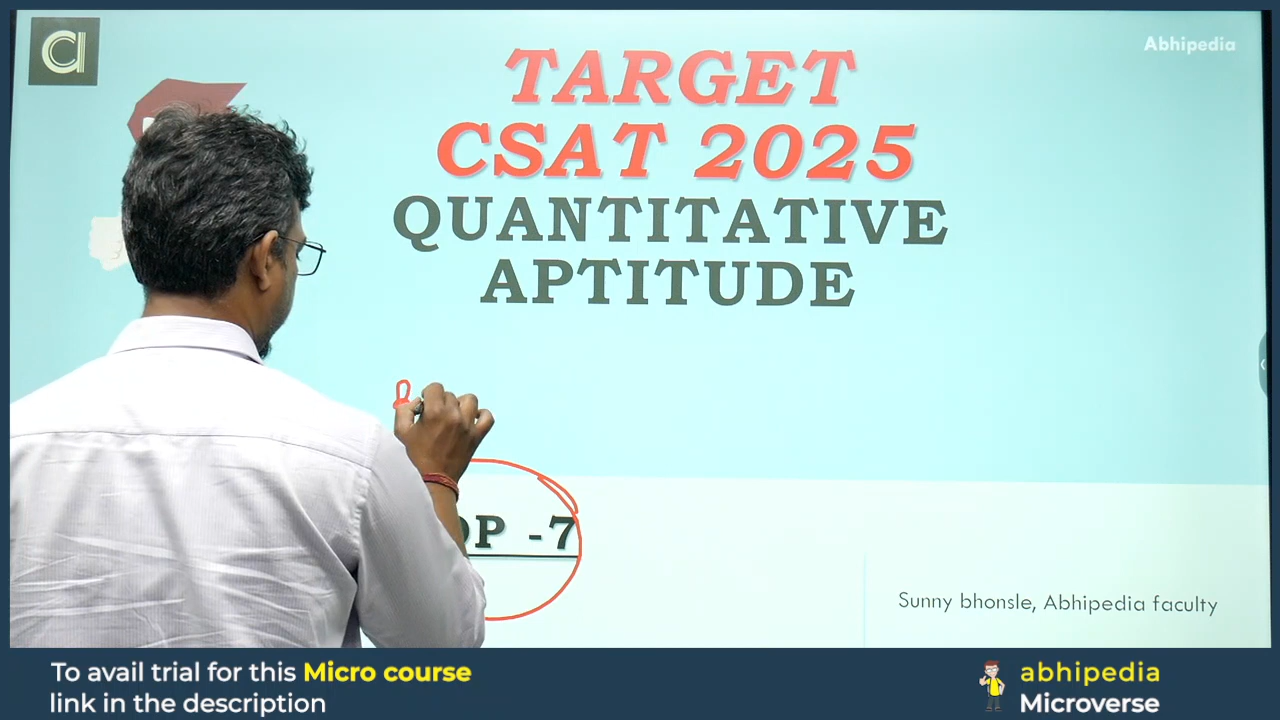 Abhipedia
TARGET
CSAT 2025
QUANTITATIVE
APTITUDE
-7
Sunny bhonsle, Abhipedia faculty
To avail trial for this Micro course
link in the description
abhipedia
Microverse